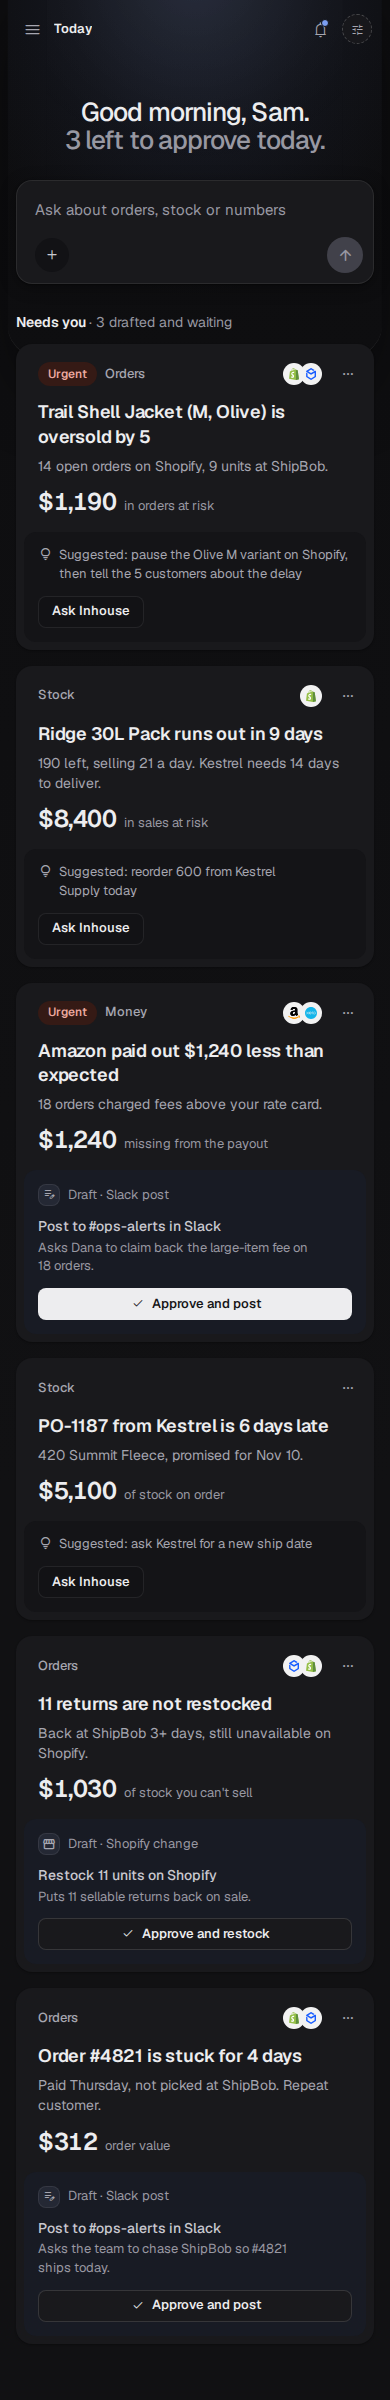 Today
Good morning, Sam.
3 left to approve today.
Ask about orders, stock or numbers
Needs you · 3 drafted and waiting
Urgent Orders
Trail Shell Jacket (M, Olive) is
oversold by 5
14 open orders on Shopify, 9 units at ShipBob.
$1,190 in orders at risk
Suggested: pause the Olive M variant on Shopify,
then tell the 5 customers about the delay
Ask Inhouse
Stock
Ridge 30L Pack runs out in 9 days
190 left, selling 21 a day. Kestrel needs 14 days
to deliver.
$8,400 in sales at risk
Suggested: reorder 600 from Kestrel
Supply today
Ask Inhouse
Urgent Money
Amazon paid out $1,240 less than
expected
18 orders charged fees above your rate card.
$1,240 missing from the payout
Draft · Slack post
Post to #ops-alerts in Slack
Asks Dana to claim back the large-item fee on
18 orders.
Approve and post
Stock
PO-1187 from Kestrel is 6 days late
420 Summit Fleece, promised for Nov 10.
$5,100 of stock on order
Suggested: ask Kestrel for a new ship date
Ask Inhouse
Orders
11 returns are not restocked
Back at ShipBob 3+ days, still unavailable on
Shopify.
$1,030 of stock you can't sell
Draft · Shopify change
Restock 11 units on Shopify
Puts 11 sellable returns back on sale.
Approve and restock
Orders
Order #4821 is stuck for 4 days
Paid Thursday, not picked at ShipBob. Repeat
customer.
$312 order value
Draft · Slack post
Post to #ops-alerts in Slack
Asks the team to chase ShipBob so #4821
ships today.
Approve and post